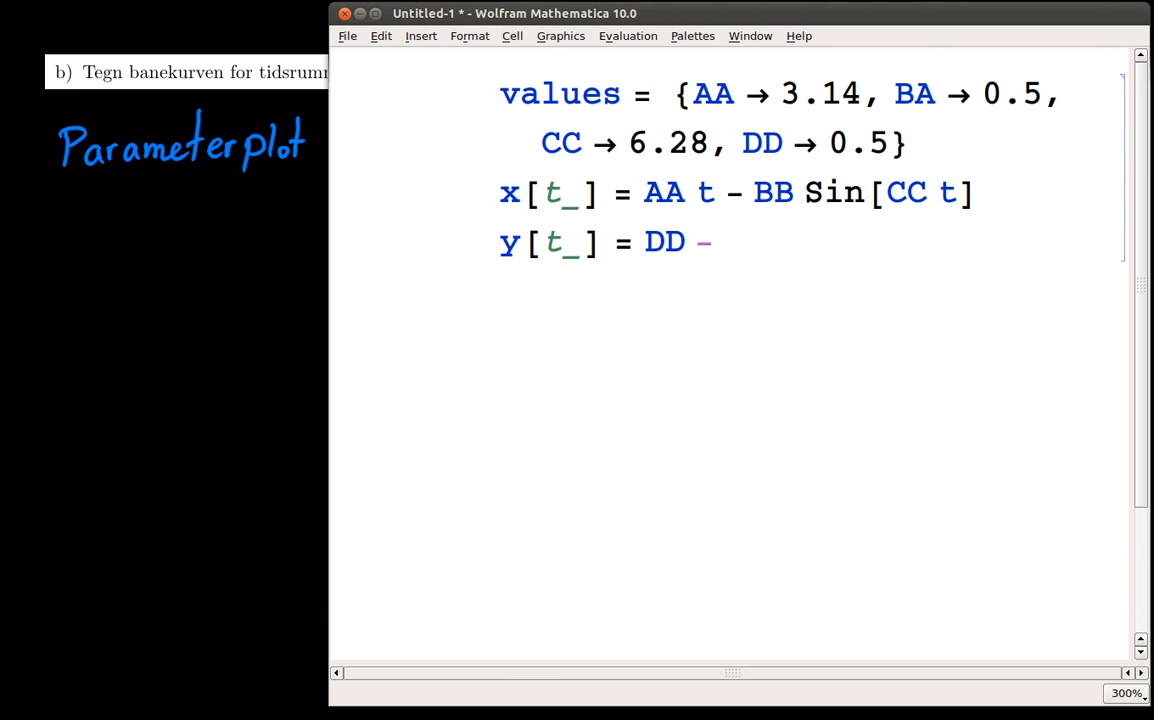 Untitled-1 * - Wolfram Mathematica 10.0
File Edit Insert Format Cell Graphics Evaluation Palettes Window Help
b) Tegn banekurven for
Parameterplot
values = {AA → 3.14, BA → 0.5,
CC → 6.28, DD → 0.5}
x[t_] = AA t - BB Sin[CC t]
y[t_] = DD -
300%